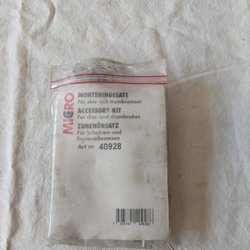 MICRO
MONTERINGSSATS
För skiv- och trumbromsar
ACCESSORY KIT
For disc- and drumbrakes
ZUBEHÖRSATZ
Für Scheiben- und
Trommelbremsen
Art nr 40928